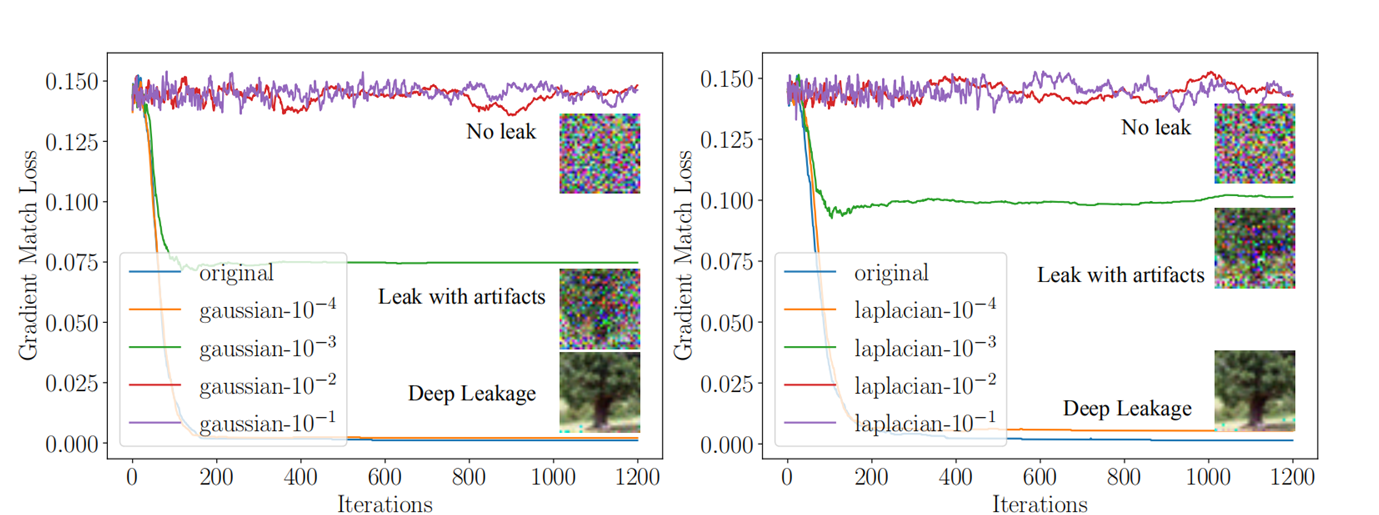 0.150
0.125
0.100
0.075
0.050
0.025
0.000
Gradient Match Loss
No leak
Leak with artifacts
Deep Leakage
original
gaussian-10⁻⁴
gaussian-10⁻³
gaussian-10⁻²
gaussian-10⁻¹
0 200 400 600 800 1000 1200
Iterations
0.150
0.125
0.100
0.075
0.050
0.025
0.000
Gradient Match Loss
No leak
Leak with artifacts
Deep Leakage
original
laplacian-10⁻⁴
laplacian-10⁻³
laplacian-10⁻²
laplacian-10⁻¹
0 200 400 600 800 1000 1200
Iterations